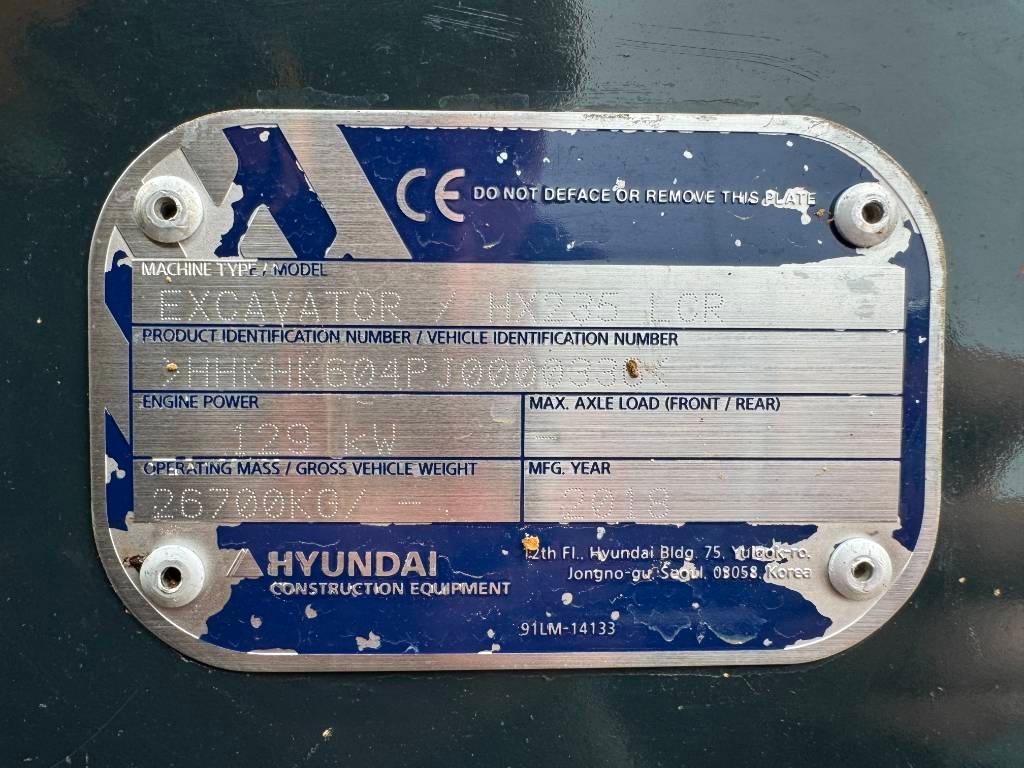 CE DO NOT DEFACE OR REMOVE THIS PLATE
MACHINE TYPE / MODEL
EXCAVATOR / HX235 LCR
PRODUCT IDENTIFICATION NUMBER / VEHICLE IDENTIFICATION NUMBER
ENGINE POWER
129 kW
MAX. AXLE LOAD (FRONT / REAR)
-
OPERATING MASS / GROSS VEHICLE WEIGHT
26700KG/ -
MFG. YEAR
2018
HYUNDAI
CONSTRUCTION EQUIPMENT
12th Fl., Hyundai Bldg. 75, Yulgok-ro,
Jongno-gu, Seoul, 03058, Korea
91LM-14133